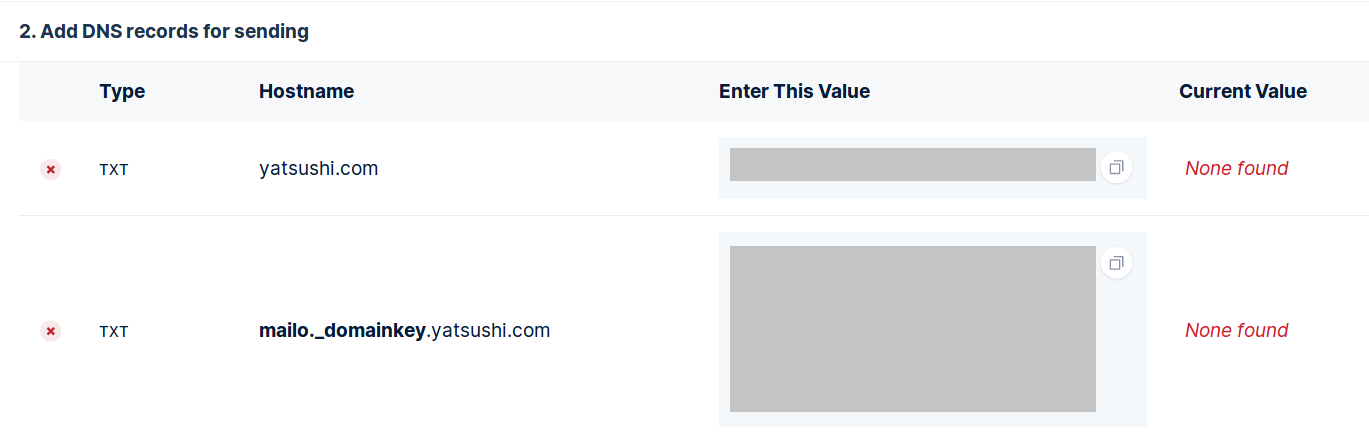 2. Add DNS records for sending
Type Hostname Enter This Value Current Value
TXT yatsushi.com None found
TXT mailo._domainkey.yatsushi.com None found